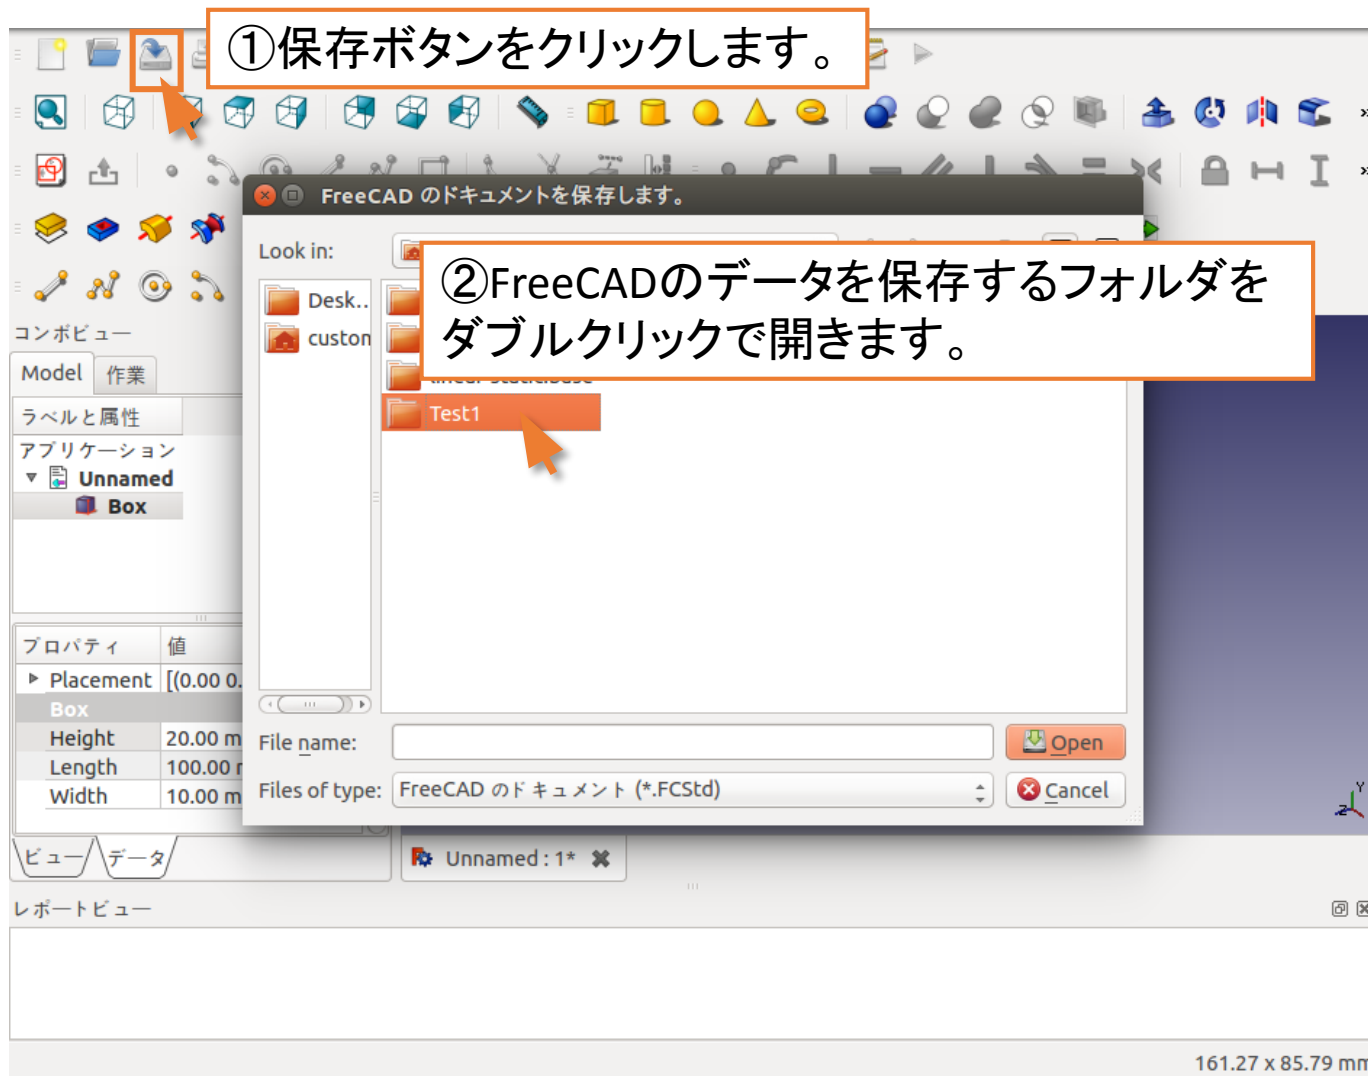 ①保存ボタンをクリックします。
FreeCAD のドキュメントを保存します。
Look in:
②FreeCADのデータを保存するフォルダを
ダブルクリックで開きます。
Desk..
custon
Test1
コンボビュー
Model 作業
ラベルと属性
アプリケーション
Unnamed
Box
プロパティ 値
Placement [(0.00 0.
Box
Height 20.00 m
Length 100.00 r
Width 10.00 m
File name:
Open
Files of type: FreeCAD のドキュメント (*.FCStd)
Cancel
ビュー データ
Unnamed : 1*
レポートビュー
161.27 x 85.79 mm